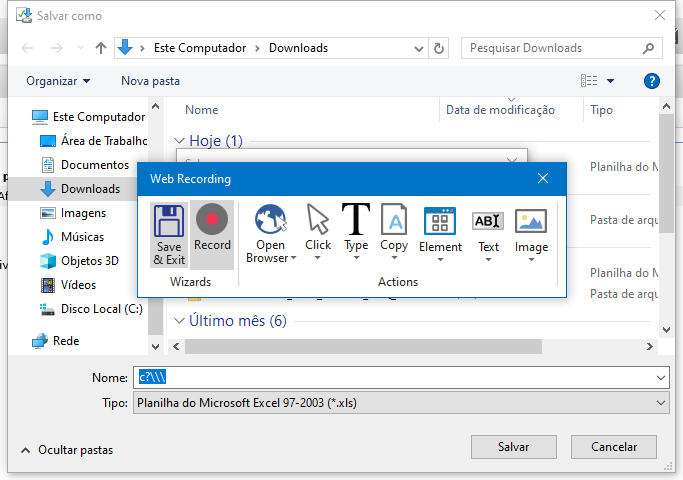 Salvar como
Este Computador > Downloads
Pesquisar Downloads
Organizar
Nova pasta
?
Este Computador
Área de Trabalho
Documentos
Downloads
Imagens
Músicas
Objetos 3D
Vídeos
Disco Local (C:)
Rede
Nome
Data de modificação
Tipo
Hoje (1)
Planilha do M
Pasta de arqu
Planilha do M
Pasta de arqu
Último mês (6)
Web Recording
Save & Exit
Record
Open Browser
Click
Type
Copy
Element
ABI
Text
Image
Wizards
Actions
Nome:
c?\\\
Tipo:
Planilha do Microsoft Excel 97-2003 (*.xls)
Ocultar pastas
Salvar
Cancelar